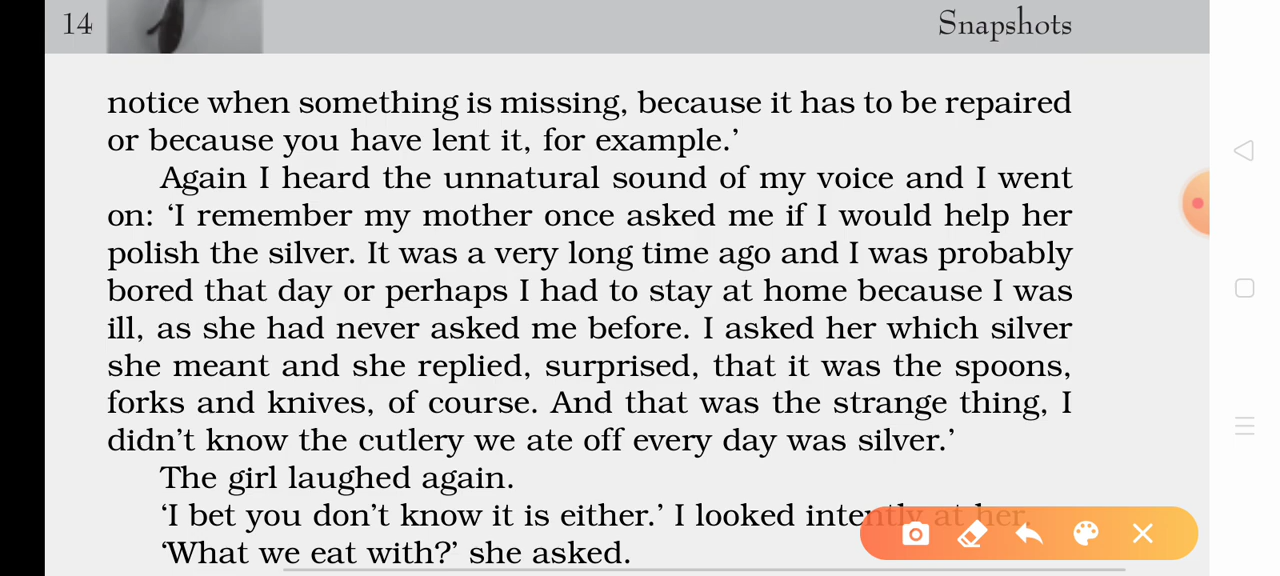 14
Snapshots
notice when something is missing, because it has to be repaired
or because you have lent it, for example.’
Again I heard the unnatural sound of my voice and I went
on: ‘I remember my mother once asked me if I would help her
polish the silver. It was a very long time ago and I was probably
bored that day or perhaps I had to stay at home because I was
ill, as she had never asked me before. I asked her which silver
she meant and she replied, surprised, that it was the spoons,
forks and knives, of course. And that was the strange thing, I
didn’t know the cutlery we ate off every day was silver.’
The girl laughed again.
‘I bet you don’t know it is either.’ I looked intently at her.
‘What we eat with?’ she asked.